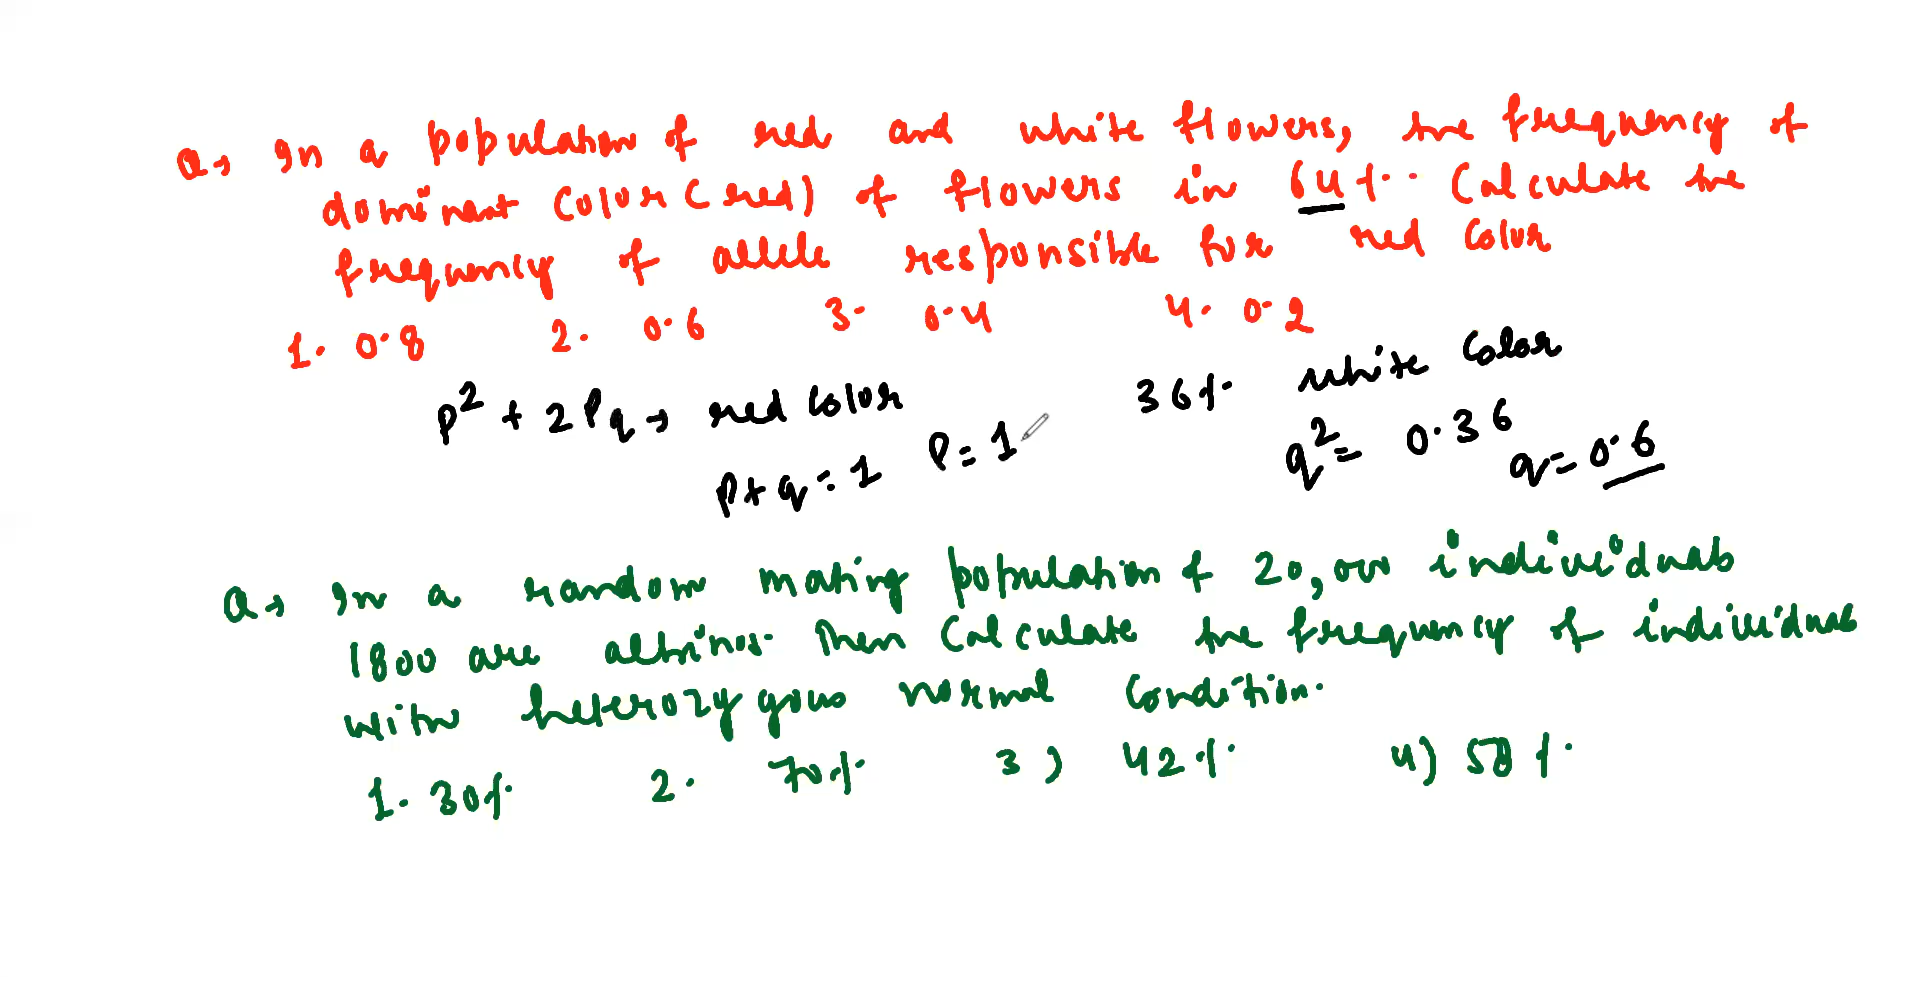 Q→ In a population of red and white flowers, the frequency of
dominant color (red) of flowers in 64%. Calculate the
frequency of allele responsible for red color
1. 0.8 2. 0.6 3. 0.4 4. 0.2
p² + 2pq → red color 36% white color
p+q=1 P=1 q²= 0.36 q=0.6
Q→ In a random mating population of 20,000 individuals
1800 are albinos. Then calculate the frequency of individuals
with heterozygous normal condition.
1. 30% 2. 70% 3) 42% 4) 58%